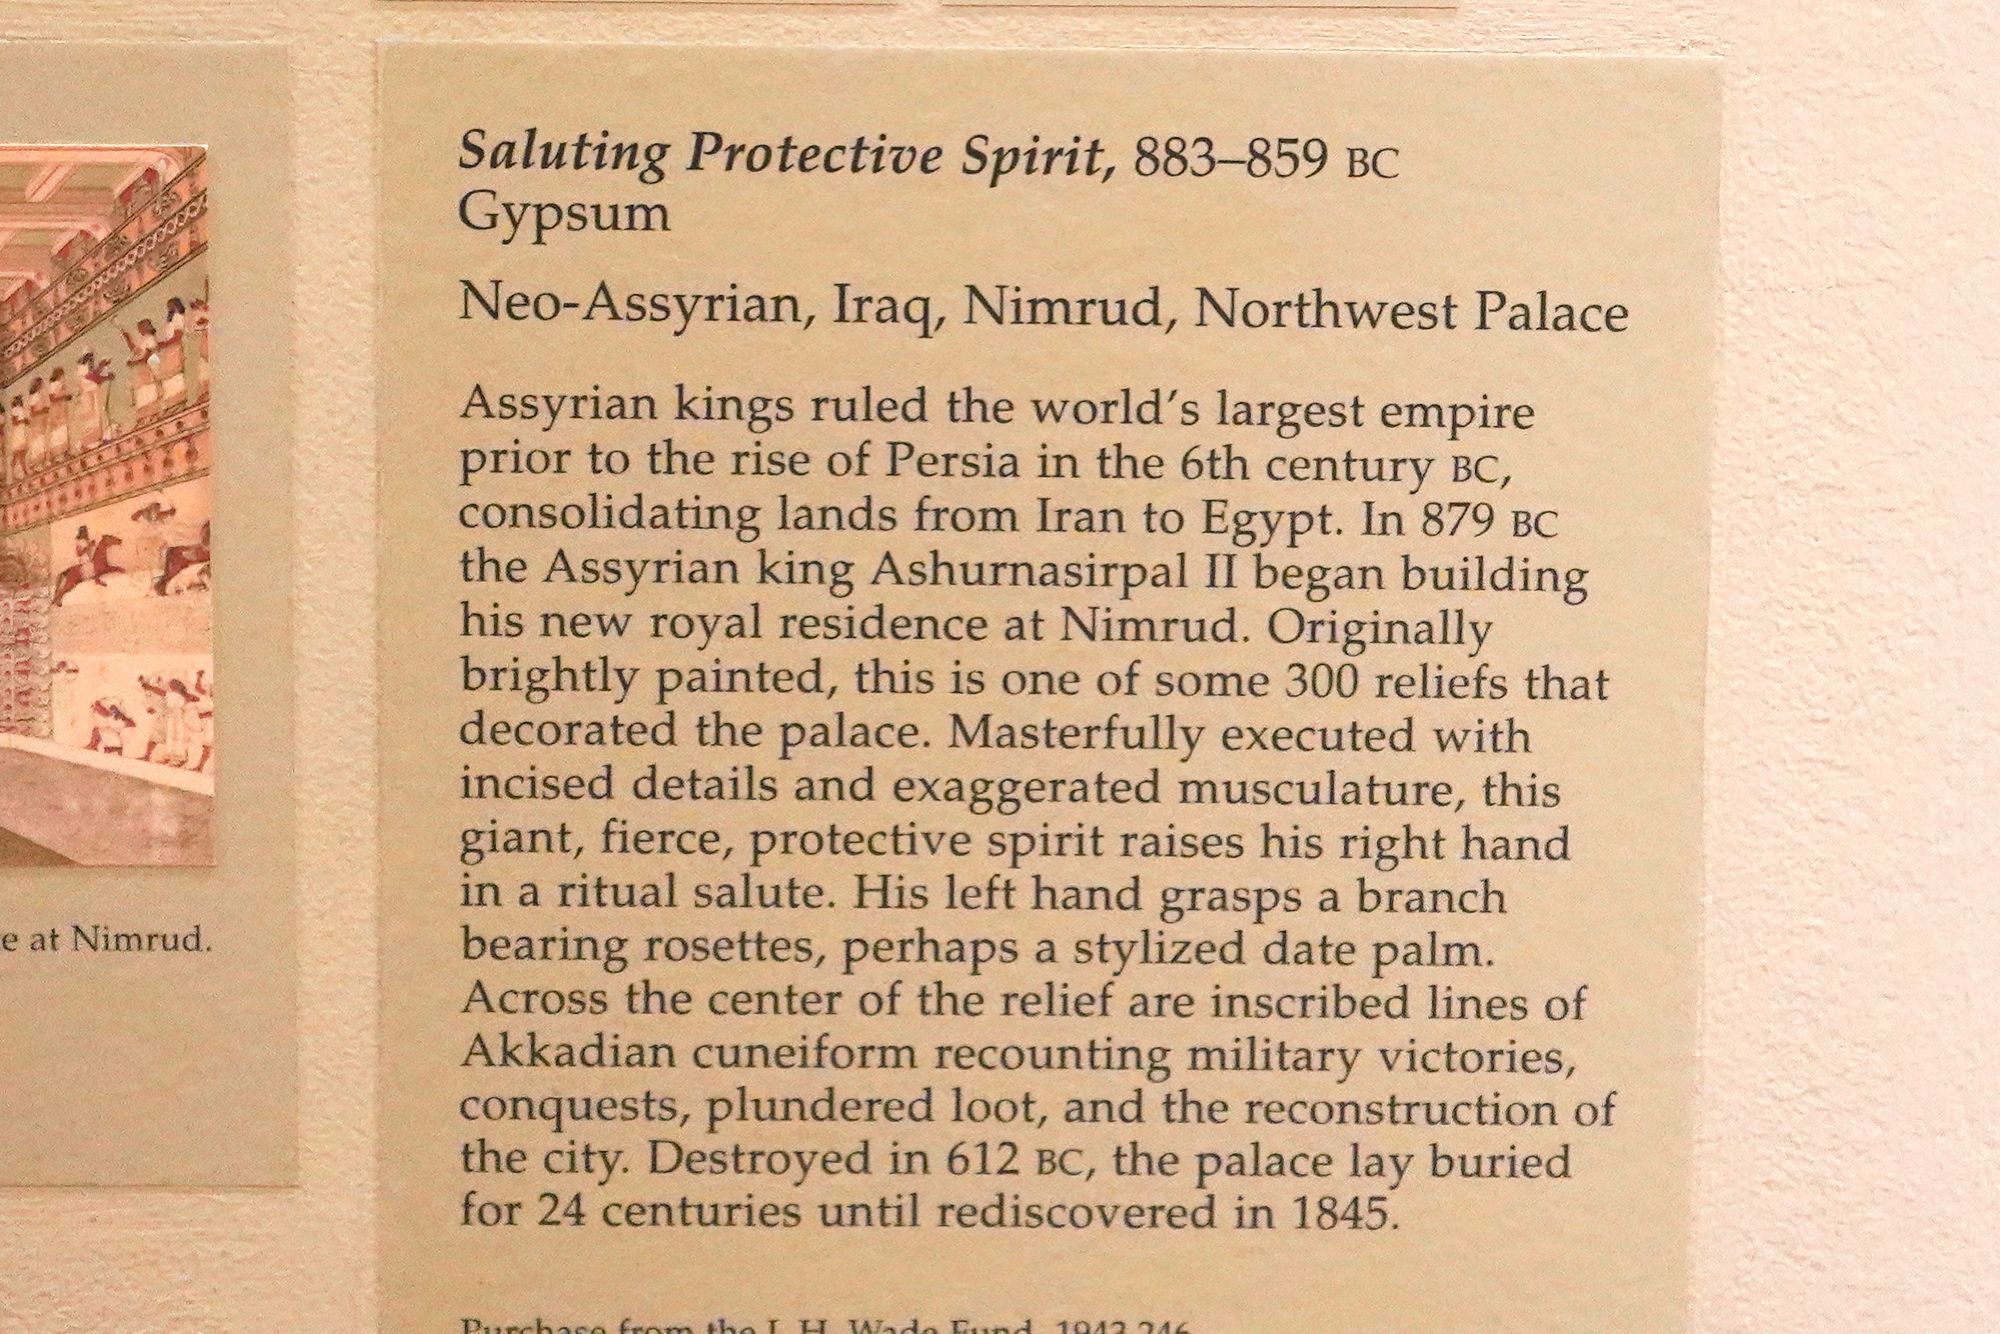 Saluting Protective Spirit, 883–859 BC
Gypsum
Neo-Assyrian, Iraq, Nimrud, Northwest Palace
Assyrian kings ruled the world's largest empire
prior to the rise of Persia in the 6th century BC,
consolidating lands from Iran to Egypt. In 879 BC
the Assyrian king Ashurnasirpal II began building
his new royal residence at Nimrud. Originally
brightly painted, this is one of some 300 reliefs that
decorated the palace. Masterfully executed with
incised details and exaggerated musculature, this
giant, fierce, protective spirit raises his right hand
in a ritual salute. His left hand grasps a branch
bearing rosettes, perhaps a stylized date palm.
Across the center of the relief are inscribed lines of
Akkadian cuneiform recounting military victories,
conquests, plundered loot, and the reconstruction of
the city. Destroyed in 612 BC, the palace lay buried
for 24 centuries until rediscovered in 1845.
Purchase from the J. H. Wade Fund 1943.246
e at Nimrud.